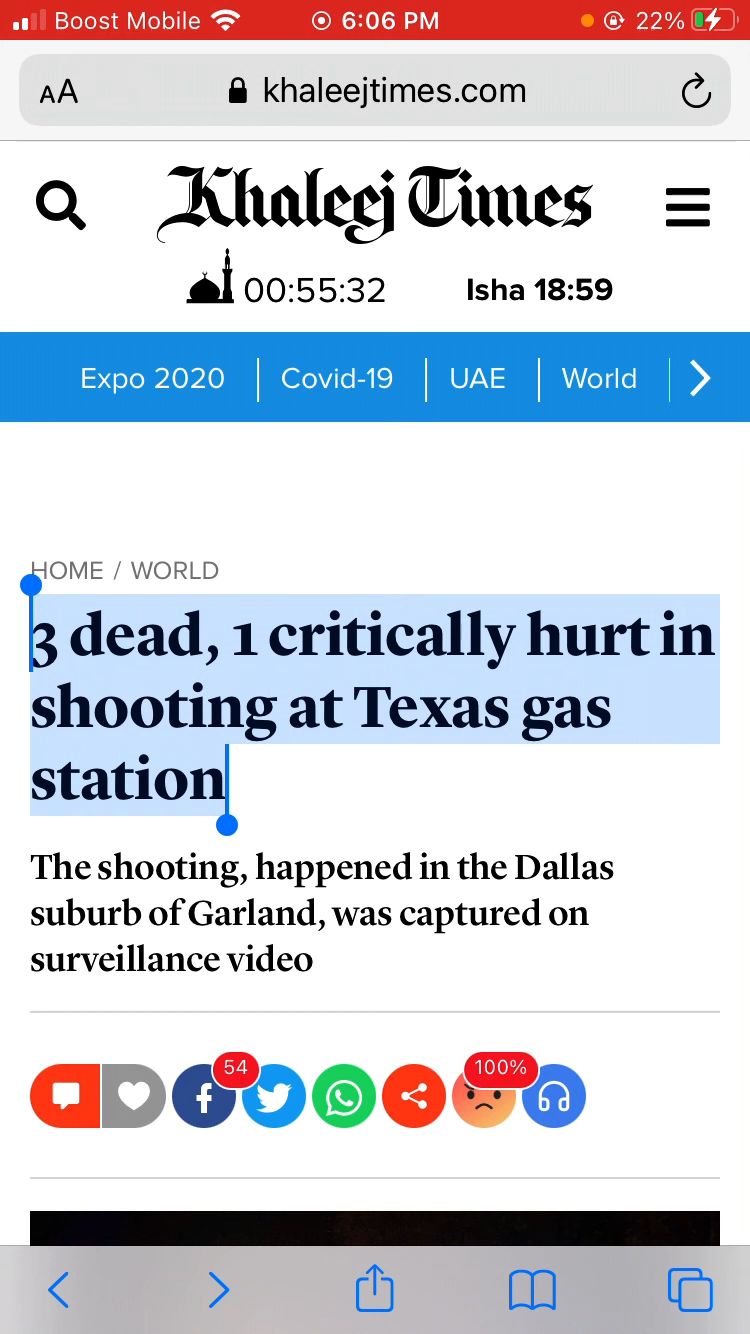 Boost Mobile 6:06 PM 22%
AA khaleejtimes.com
Khaleej Times
00:55:32 Isha 18:59
Expo 2020 Covid-19 UAE World
HOME / WORLD
3 dead, 1 critically hurt in
shooting at Texas gas
station
The shooting, happened in the Dallas
suburb of Garland, was captured on
surveillance video
54 100%